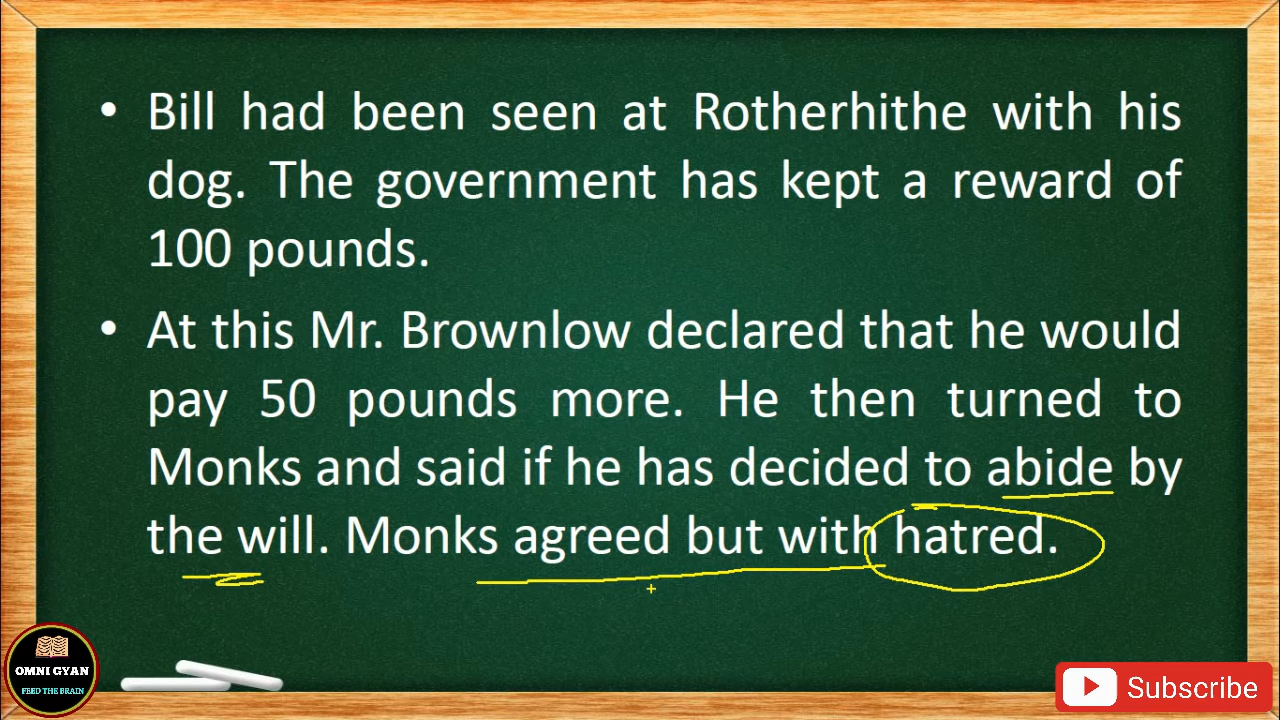 • Bill had been seen at Rotherhithe with his
dog. The government has kept a reward of
100 pounds.
• At this Mr. Brownlow declared that he would
pay 50 pounds more. He then turned to
Monks and said if he has decided to abide by
the will. Monks agreed but with hatred.
OMNI GYAN
FEED THE BRAIN
Subscribe